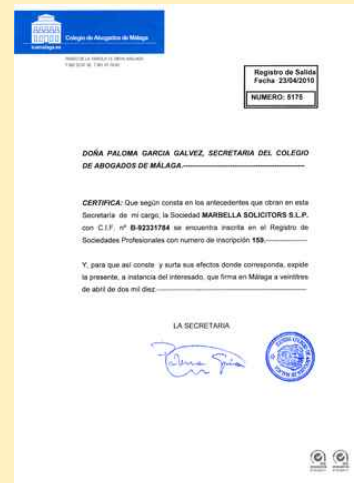 Colegio de Abogados de Málaga
Registro de Salida
Fecha 23/04/2010
NUMERO: 5175
DOÑA PALOMA GARCIA GALVEZ, SECRETARIA DEL COLEGIO
DE ABOGADOS DE MÁLAGA.
CERTIFICA: Que según consta en los antecedentes que obran en esta
Secretaria de mi cargo, la Sociedad MARBELLA SOLICITORS S.L.P.
con C.I.F. nº B-92331784 se encuentra inscrita en el Registro de
Sociedades Profesionales con numero de inscripción 159.
Y, para que así conste y surta sus efectos donde corresponda, expide
la presente, a instancia del interesado, que firma en Málaga a veintitres
de abril de dos mil diez.
LA SECRETARIA